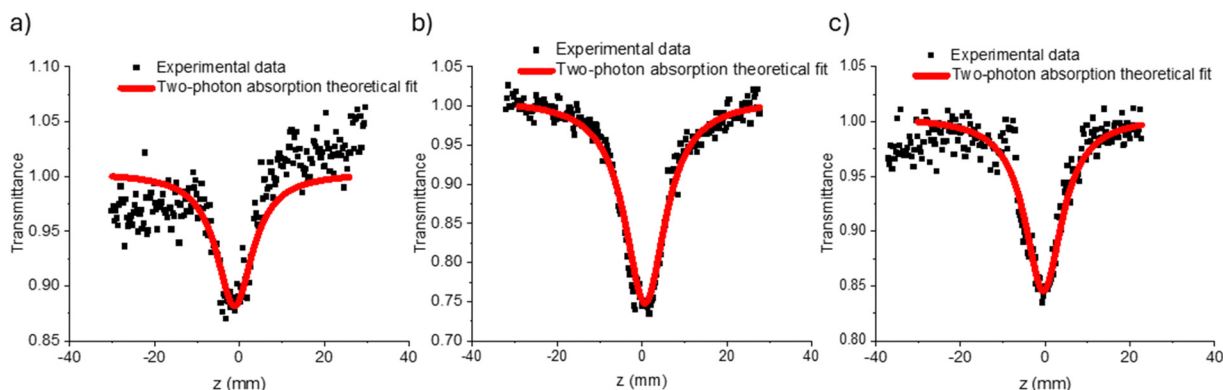 a)
Experimental data
Two-photon absorption theoretical fit
1.10
1.05
1.00
0.95
0.90
0.85
Transmittance
-40
-20
0
20
40
z (mm)
b)
Experimental data
Two-photon absorption theoretical fit
1.05
1.00
0.95
0.90
0.85
0.80
0.75
0.70
Transmittance
-40
-20
0
20
40
z (mm)
c)
Experimental data
Two-photon absorption theoretical fit
1.05
1.00
0.95
0.90
0.85
0.80
Transmittance
-40
-20
0
20
40
z (mm)